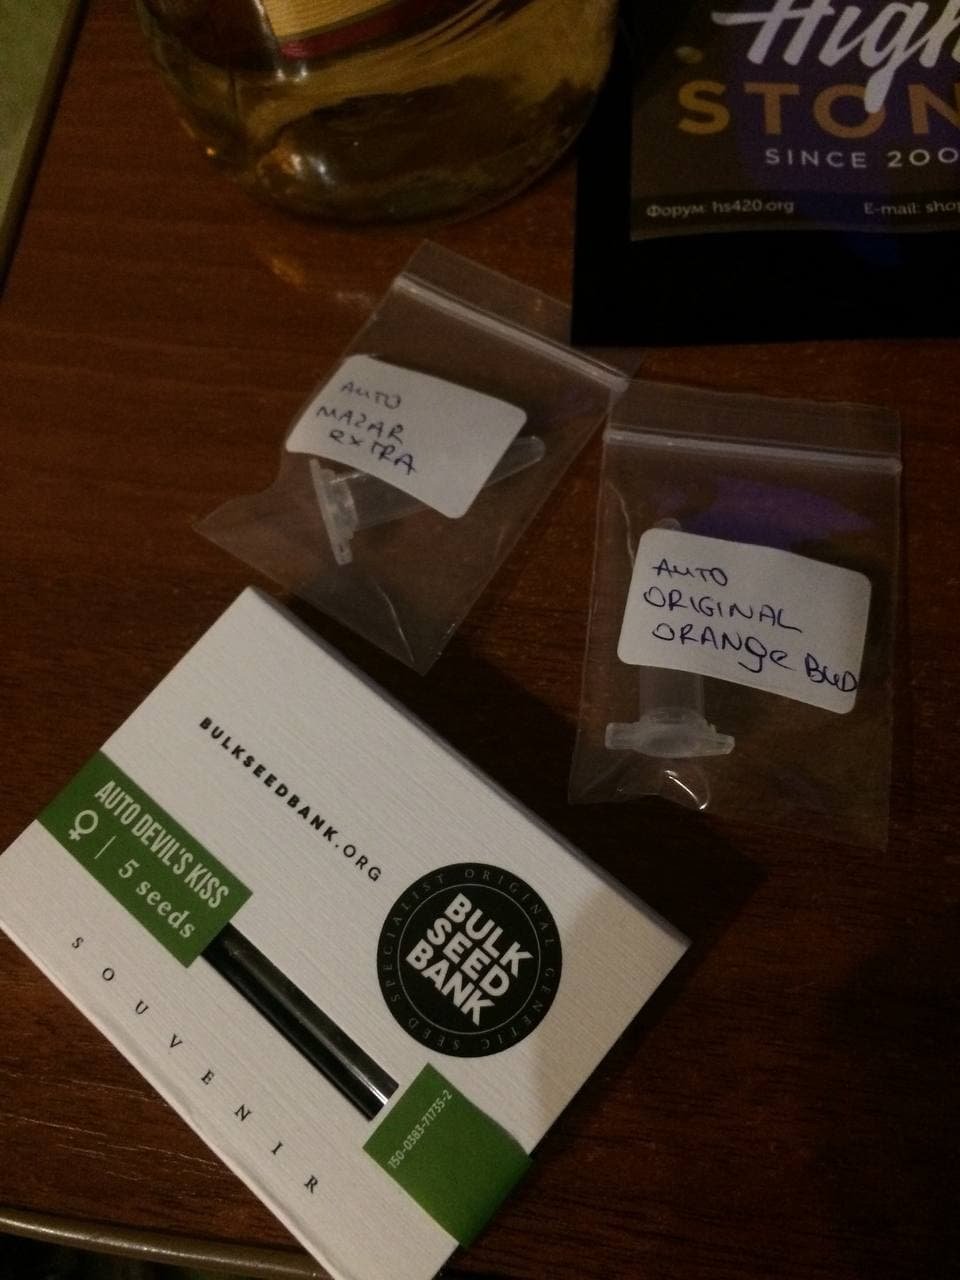 High
STON
SINCE 200
Форум: hs420.org
E-mail: shop
AUTO
MAZAR
EXTRA
AUTO
ORIGINAL
ORANGE BUD
BULKSEEDBANK.ORG
AUTO DEVIL'S KISS
♀ | 5 seeds
SPECIALIST ORIGINAL GENETIC SEED
BULK
SEED
BANK
SOUVENIR
150-0383-71735-2